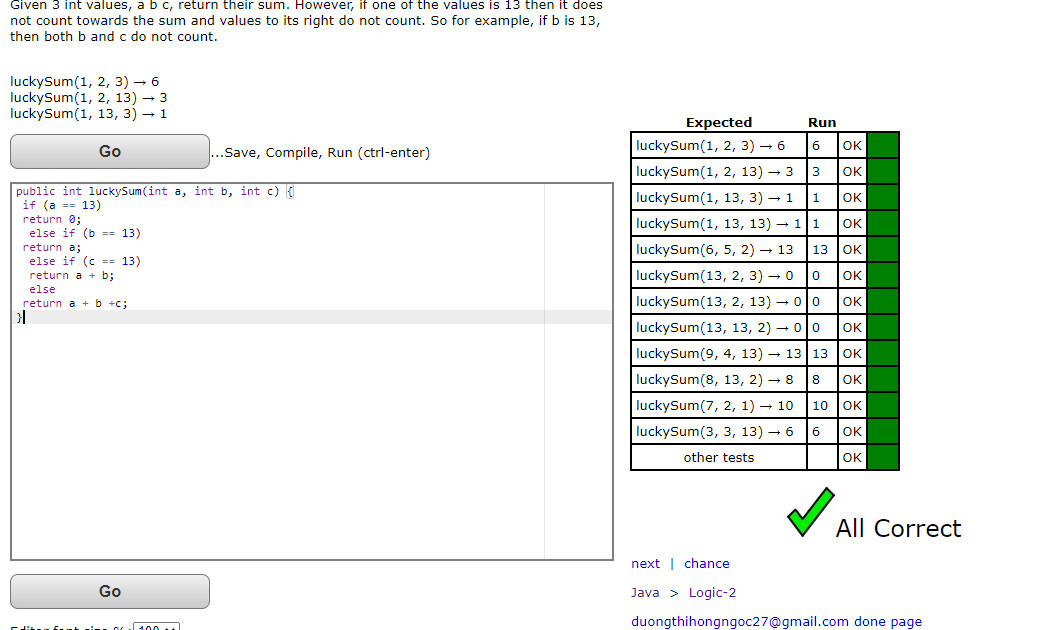 Given 3 int values, a b c, return their sum. However, if one of the values is 13 then it does
not count towards the sum and values to its right do not count. So for example, if b is 13,
then both b and c do not count.
luckySum(1, 2, 3) → 6
luckySum(1, 2, 13) → 3
luckySum(1, 13, 3) → 1
Go
...Save, Compile, Run (ctrl-enter)
public int luckySum(int a, int b, int c) {
if (a == 13)
return 0;
else if (b == 13)
return a;
else if (c == 13)
return a + b;
else
return a + b +c;
}
Go
Editor font size %: 100
Expected Run
luckySum(1, 2, 3) → 6 6 OK
luckySum(1, 2, 13) → 3 3 OK
luckySum(1, 13, 3) → 1 1 OK
luckySum(1, 13, 13) → 1 1 OK
luckySum(6, 5, 2) → 13 13 OK
luckySum(13, 2, 3) → 0 0 OK
luckySum(13, 2, 13) → 0 0 OK
luckySum(13, 13, 2) → 0 0 OK
luckySum(9, 4, 13) → 13 13 OK
luckySum(8, 13, 2) → 8 8 OK
luckySum(7, 2, 1) → 10 10 OK
luckySum(3, 3, 13) → 6 6 OK
other tests OK
All Correct
next | chance
Java > Logic-2
duongthihongngoc27@gmail.com done page